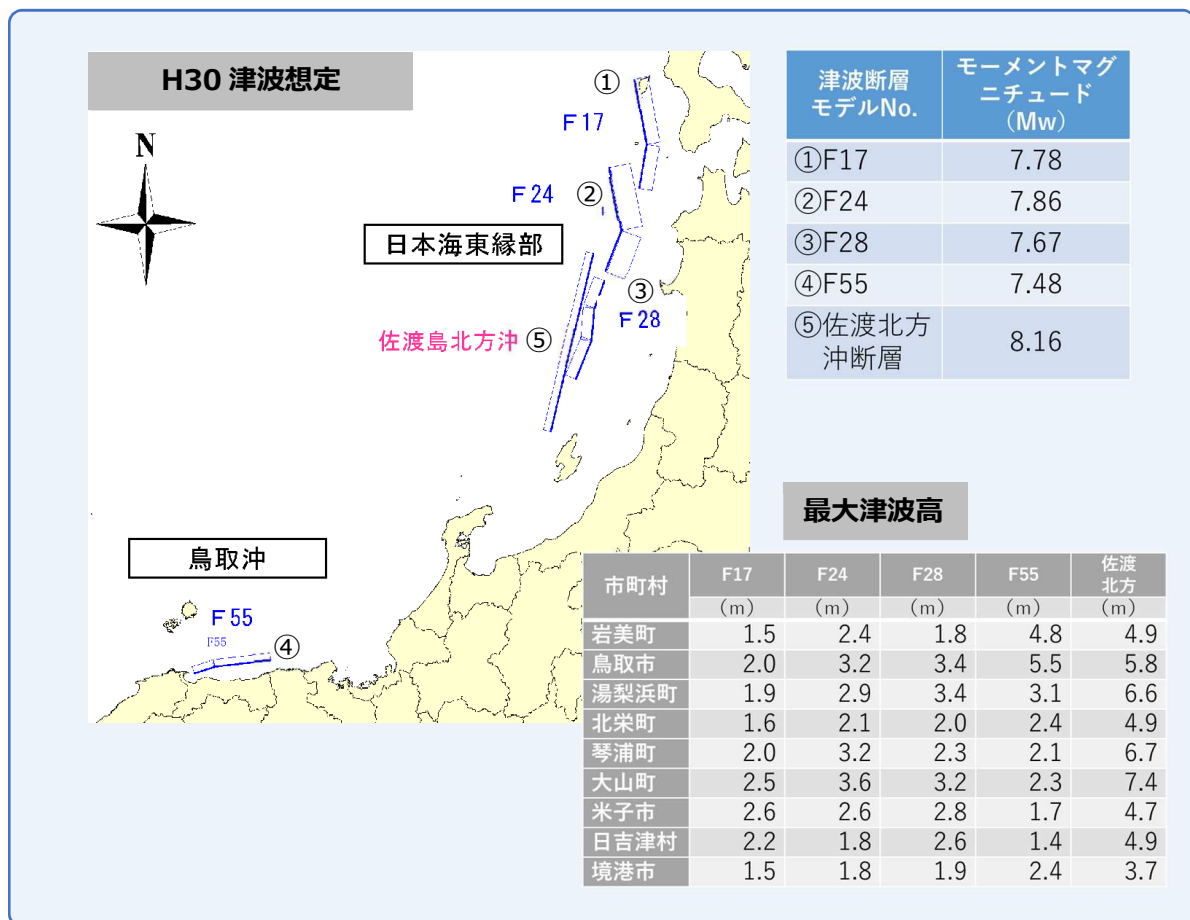 H30 津波想定
N
①
F17
F24
②
日本海東縁部
③
F28
佐渡島北方沖 ⑤
鳥取沖
F55
F55
④
津波断層
モデルNo.
モーメントマグ
ニチュード
(Mw)
①F17 7.78
②F24 7.86
③F28 7.67
④F55 7.48
⑤佐渡北方
沖断層
8.16
最大津波高
市町村 F17 F24 F28 F55 佐渡
北方
(m) (m) (m) (m) (m)
岩美町 1.5 2.4 1.8 4.8 4.9
鳥取市 2.0 3.2 3.4 5.5 5.8
湯梨浜町 1.9 2.9 3.4 3.1 6.6
北栄町 1.6 2.1 2.0 2.4 4.9
琴浦町 2.0 3.2 2.3 2.1 6.7
大山町 2.5 3.6 3.2 2.3 7.4
米子市 2.6 2.6 2.8 1.7 4.7
日吉津村 2.2 1.8 2.6 1.4 4.9
境港市 1.5 1.8 1.9 2.4 3.7